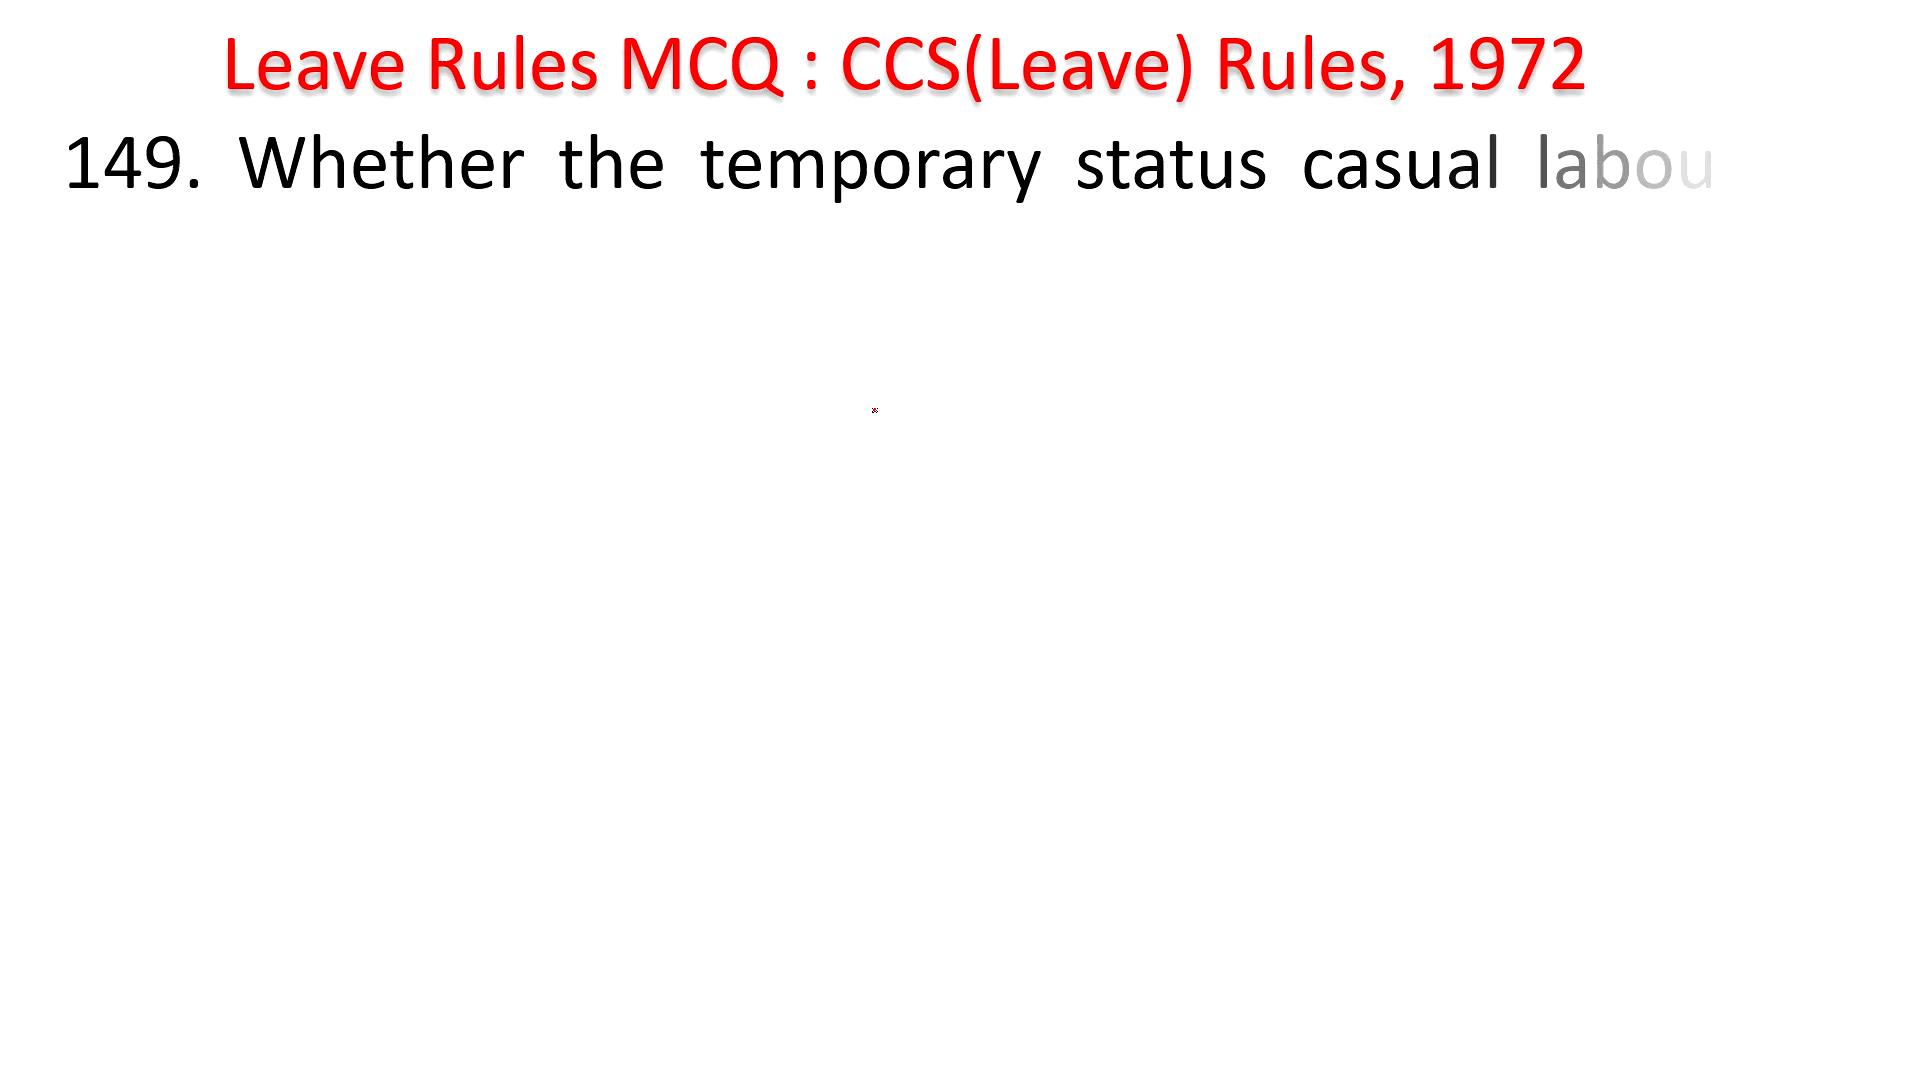 Leave Rules MCQ : CCS(Leave) Rules, 1972
149. Whether the temporary status casual labou